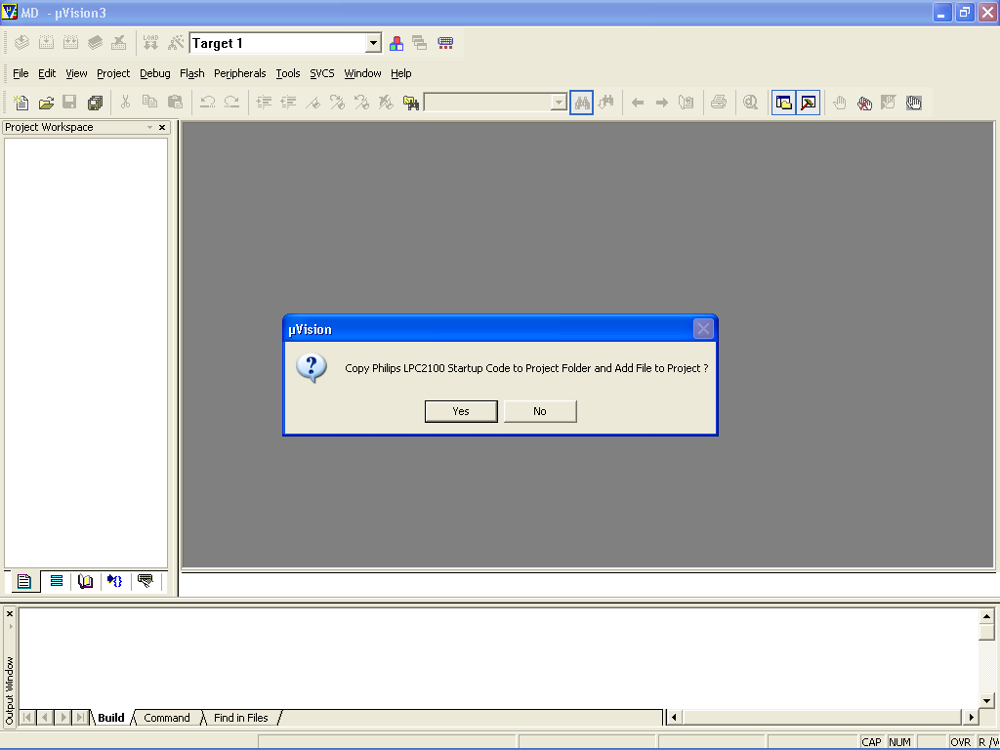 MD - µVision3
LOAD
Target 1
File Edit View Project Debug Flash Peripherals Tools SVCS Window Help
Project Workspace
µVision
?
Copy Philips LPC2100 Startup Code to Project Folder and Add File to Project ?
Yes No
Output Window
Build Command Find in Files
CAP NUM OVR R/W